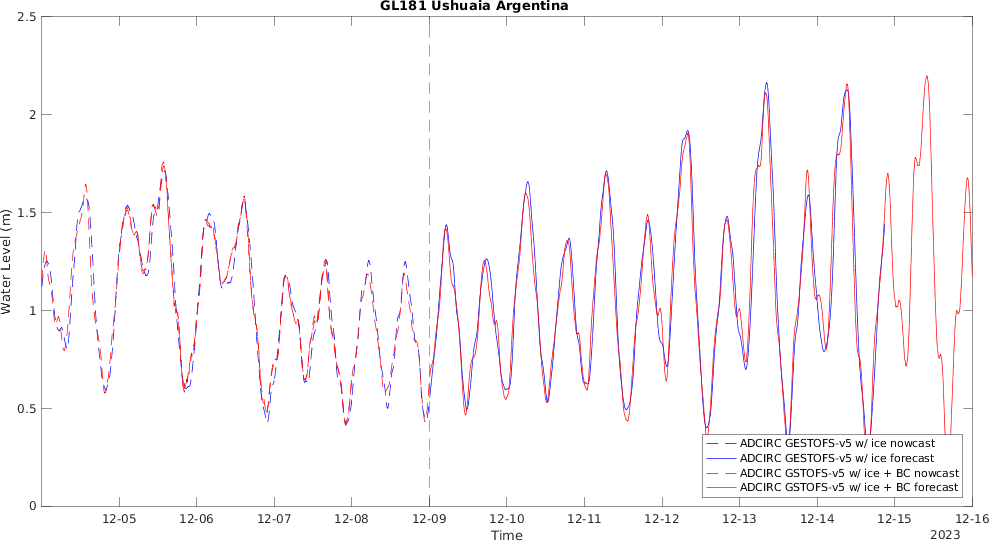 GL181 Ushuaia Argentina
2.5
2
1.5
1
0.5
0
Water Level (m)
ADCIRC GESTOFS-v5 w/ ice nowcast
ADCIRC GESTOFS-v5 w/ ice forecast
ADCIRC GSTOFS-v5 w/ ice + BC nowcast
ADCIRC GSTOFS-v5 w/ ice + BC forecast
12-05 12-06 12-07 12-08 12-09 12-10 12-11 12-12 12-13 12-14 12-15 12-16
Time
2023